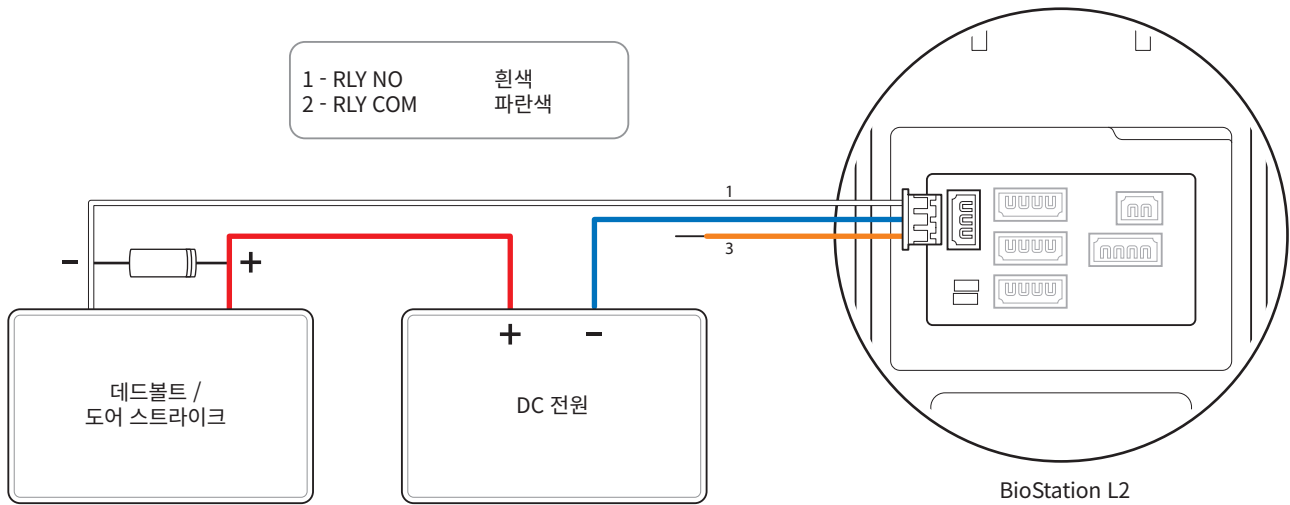 1 - RLY NO 흰색
2 - RLY COM 파란색
1
3
- +
+ -
데드볼트 /
도어 스트라이크
DC 전원
BioStation L2